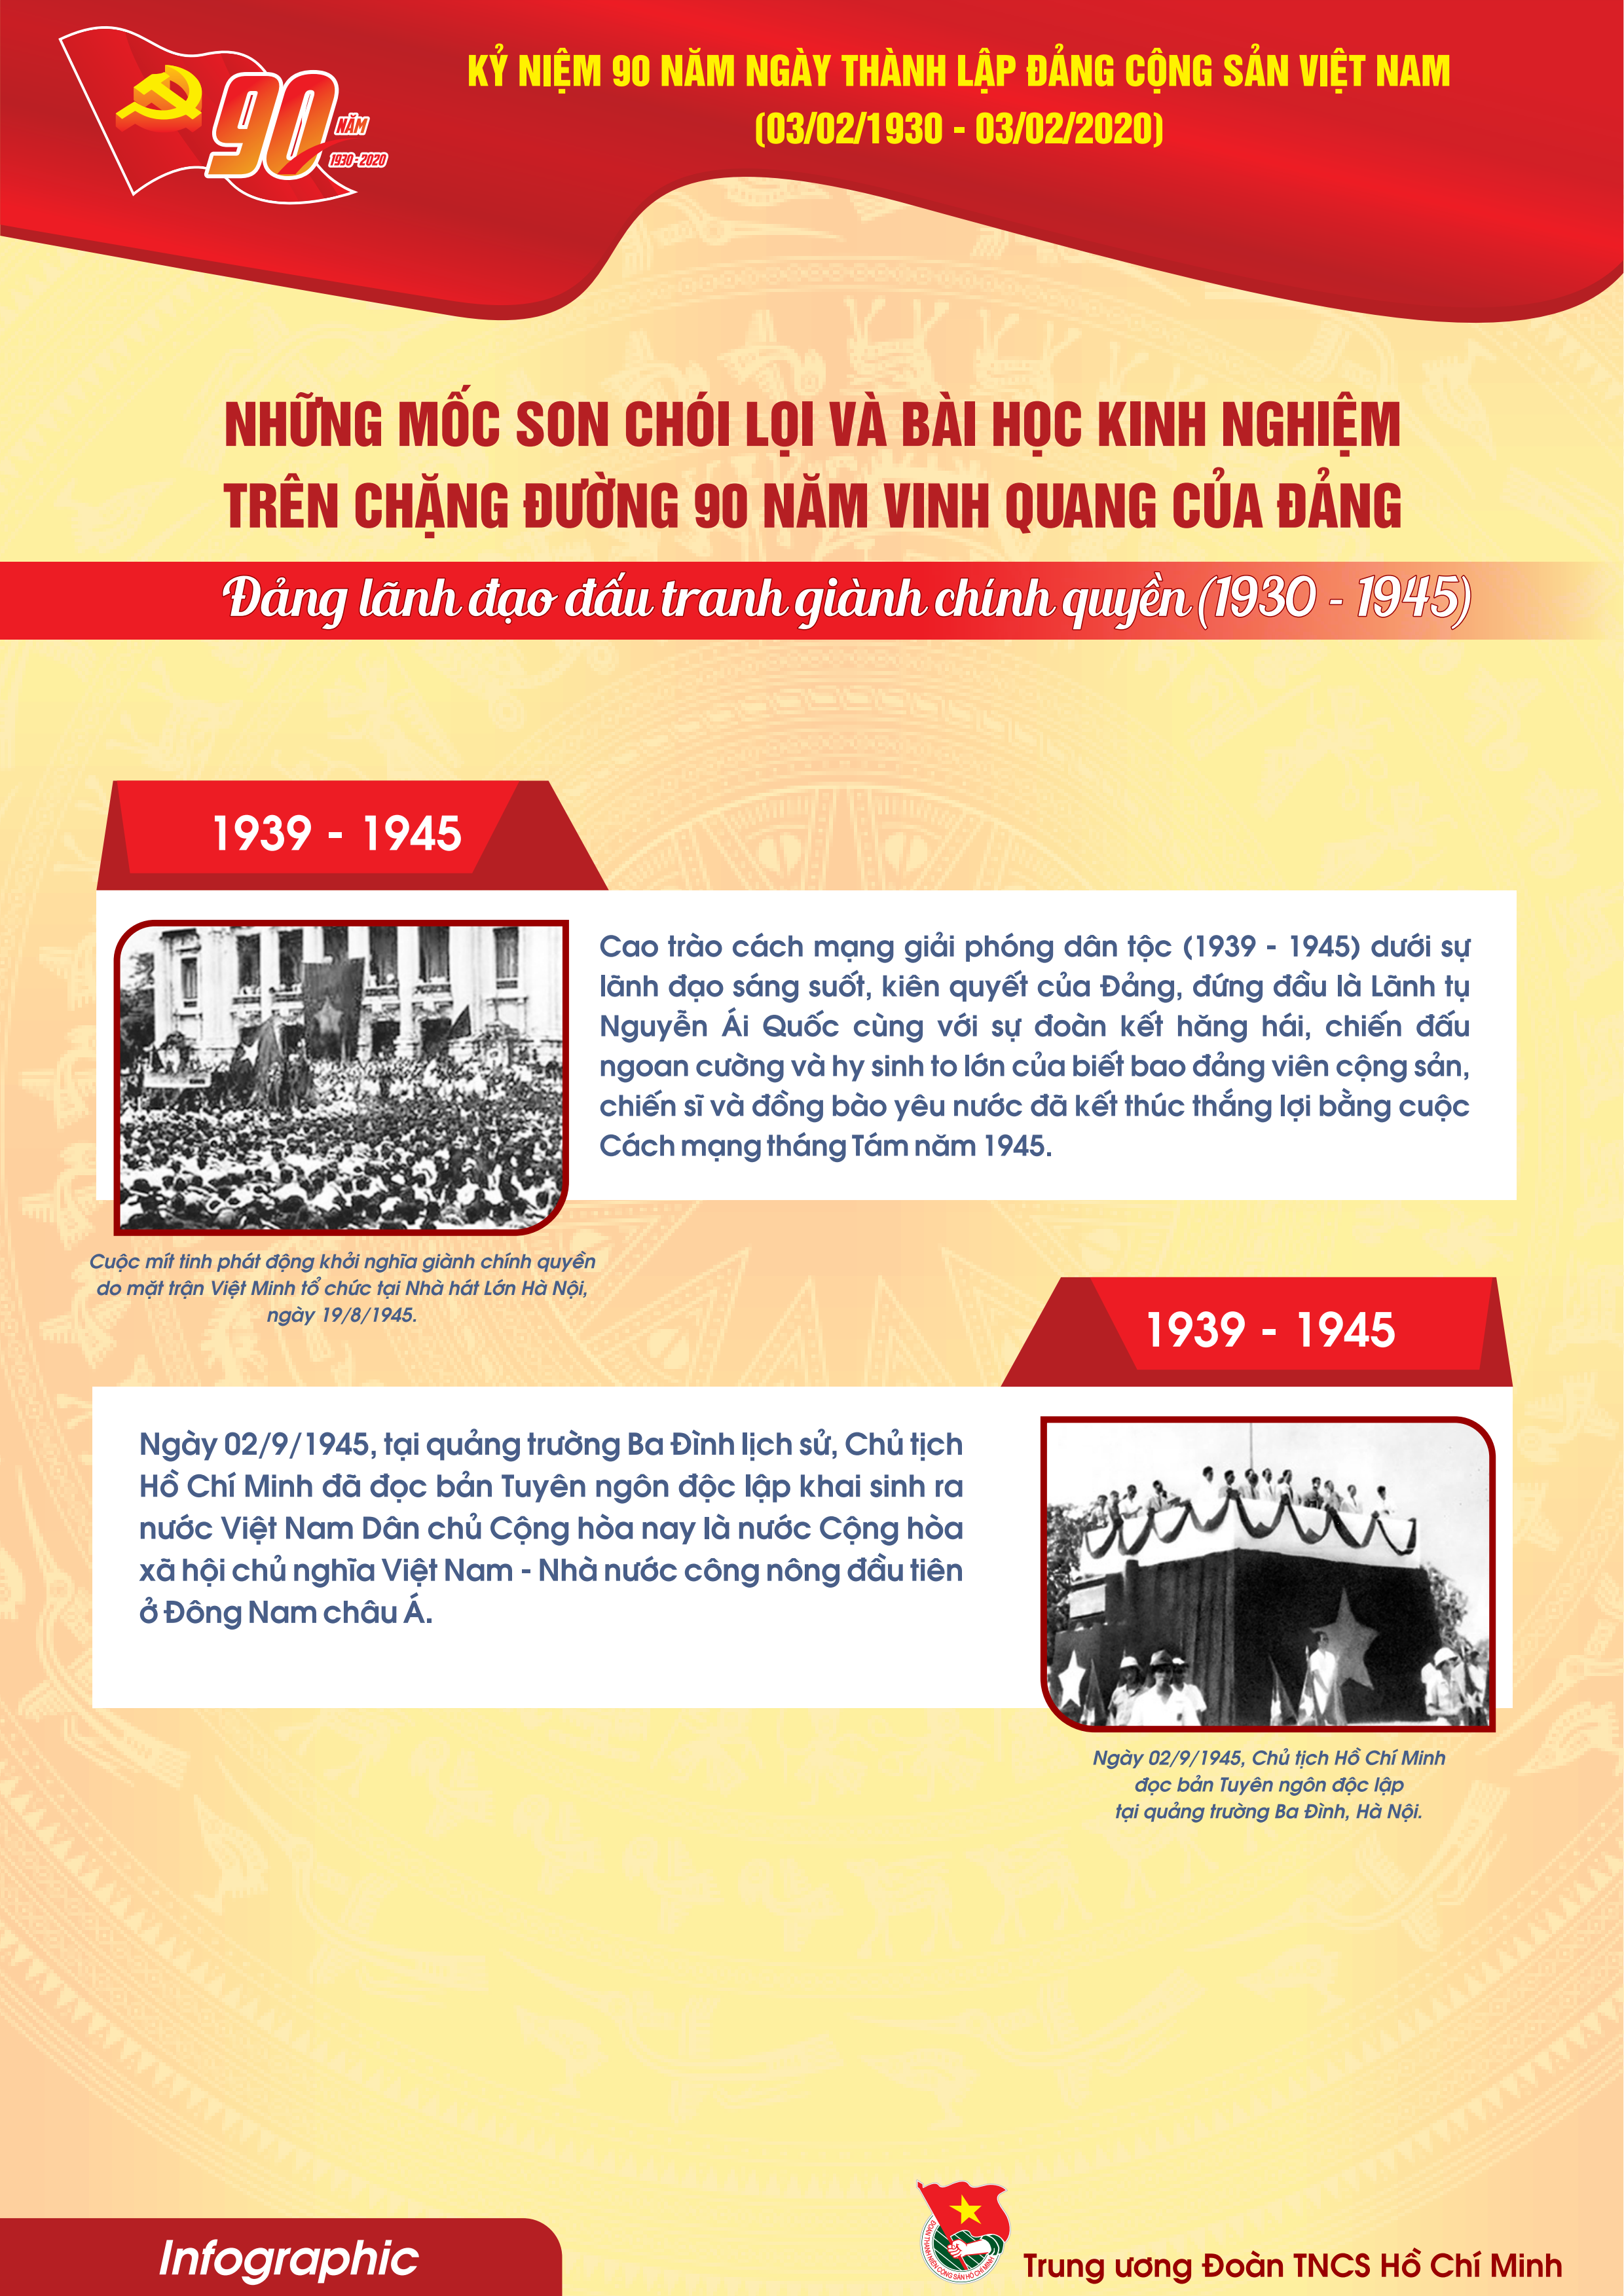 90
NĂM
1930-2020
KỶ NIỆM 90 NĂM NGÀY THÀNH LẬP ĐẢNG CỘNG SẢN VIỆT NAM
(03/02/1930 - 03/02/2020)
NHỮNG MỐC SON CHÓI LỌI VÀ BÀI HỌC KINH NGHIỆM
TRÊN CHẶNG ĐƯỜNG 90 NĂM VINH QUANG CỦA ĐẢNG
Đảng lãnh đạo đấu tranh giành chính quyền (1930 - 1945)
1939 - 1945
Cao trào cách mạng giải phóng dân tộc (1939 - 1945) dưới sự
lãnh đạo sáng suốt, kiên quyết của Đảng, đứng đầu là Lãnh tụ
Nguyễn Ái Quốc cùng với sự đoàn kết hăng hái, chiến đấu
ngoan cường và hy sinh to lớn của biết bao đảng viên cộng sản,
chiến sĩ và đồng bào yêu nước đã kết thúc thắng lợi bằng cuộc
Cách mạng tháng Tám năm 1945.
Cuộc mít tinh phát động khởi nghĩa giành chính quyền
do mặt trận Việt Minh tổ chức tại Nhà hát Lớn Hà Nội,
ngày 19/8/1945.
1939 - 1945
Ngày 02/9/1945, tại quảng trường Ba Đình lịch sử, Chủ tịch
Hồ Chí Minh đã đọc bản Tuyên ngôn độc lập khai sinh ra
nước Việt Nam Dân chủ Cộng hòa nay là nước Cộng hòa
xã hội chủ nghĩa Việt Nam - Nhà nước công nông đầu tiên
ở Đông Nam châu Á.
Ngày 02/9/1945, Chủ tịch Hồ Chí Minh
đọc bản Tuyên ngôn độc lập
tại quảng trường Ba Đình, Hà Nội.
Infographic
ĐOÀN THANH NIÊN CỘNG SẢN HỒ CHÍ MINH
Trung ương Đoàn TNCS Hồ Chí Minh